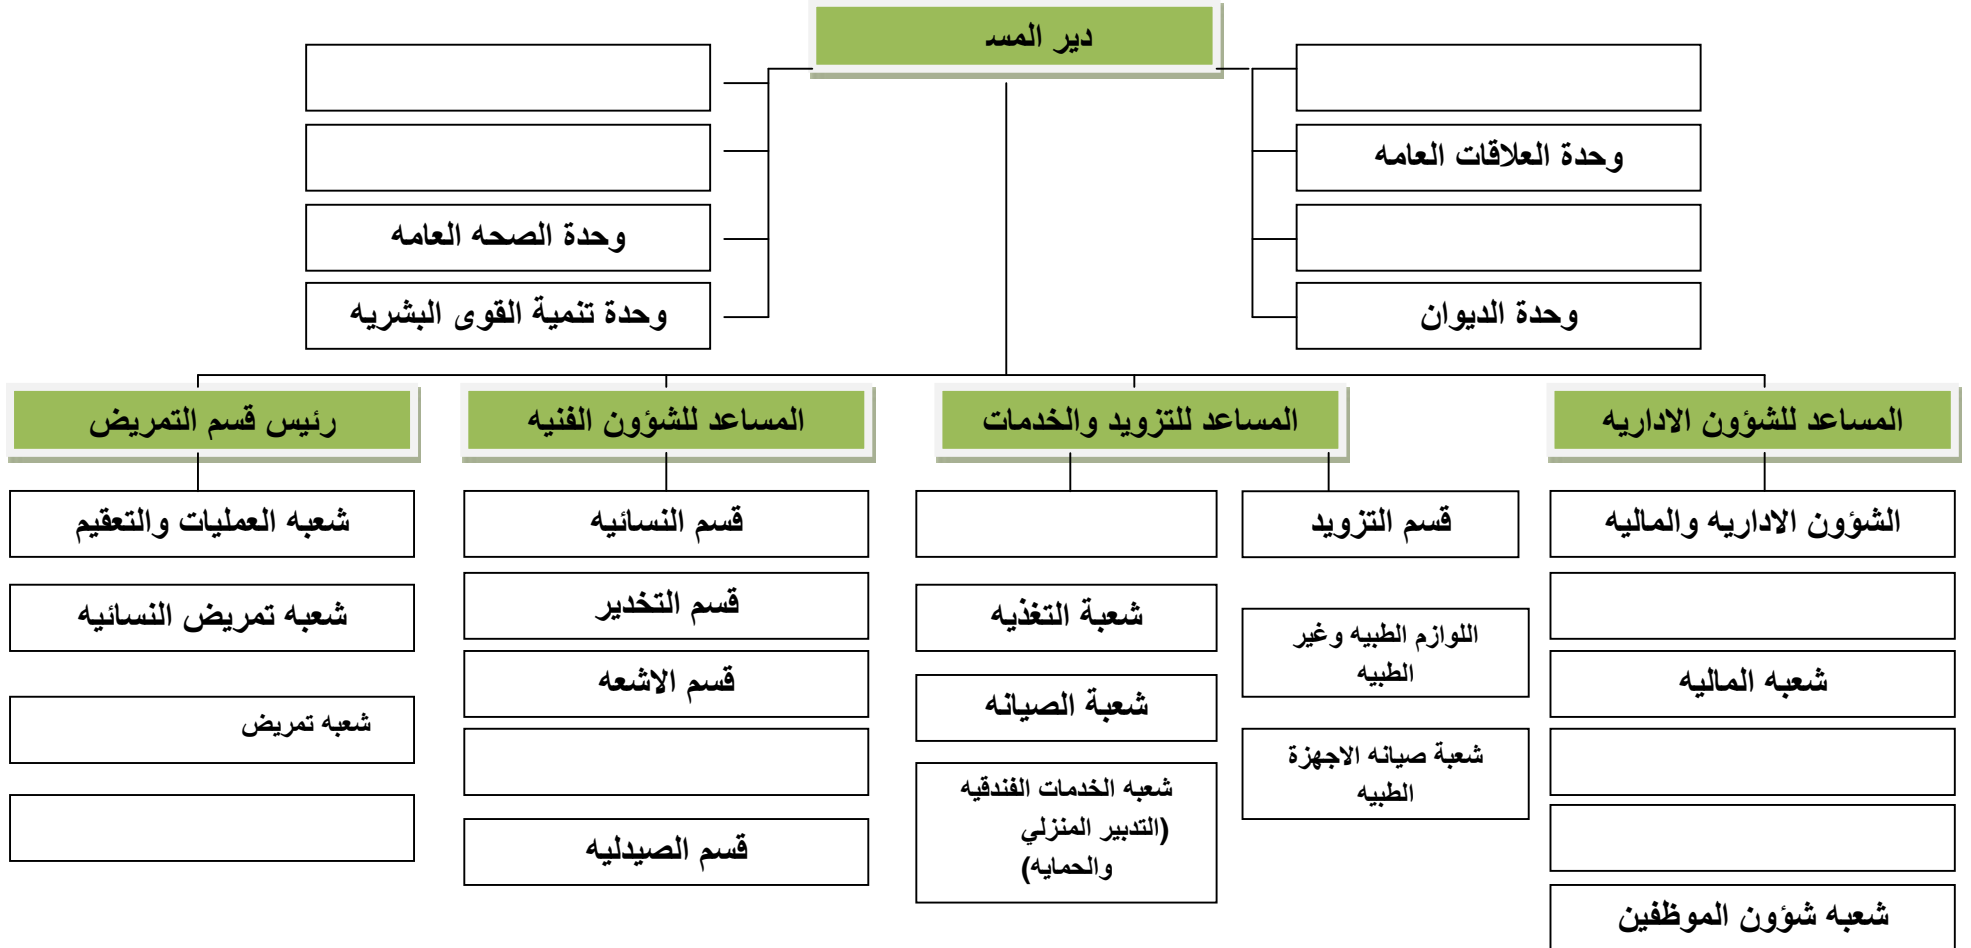 دير المسـ
وحدة العلاقات العامه
وحدة الصحه العامه
وحدة الديوان
وحدة تنمية القوى البشريه
المساعد للشؤون الاداريه
المساعد للتزويد والخدمات
المساعد للشؤون الفنيه
رئيس قسم التمريض
الشؤون الاداريه والماليه
شعبه الماليه
شعبه شؤون الموظفين
قسم التزويد
اللوازم الطبيه وغير
الطبيه
شعبة صيانه الاجهزة
الطبيه
شعبة التغذيه
شعبة الصيانه
شعبه الخدمات الفندقيه
(التدبير المنزلي
والحمايه)
قسم النسائيه
قسم التخدير
قسم الاشعه
قسم الصيدليه
شعبه العمليات والتعقيم
شعبه تمريض النسائيه
شعبه تمريض